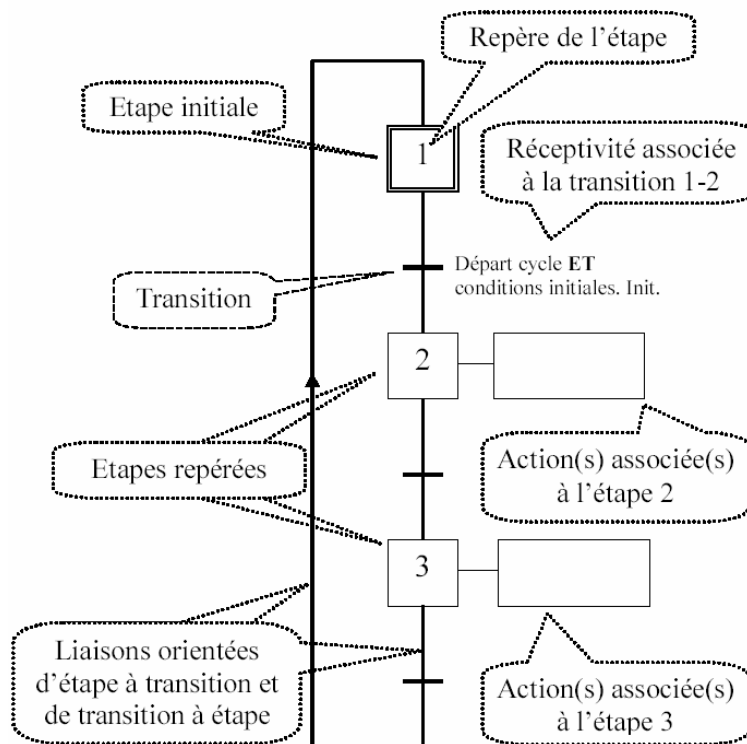 Repère de l'étape
Etape initiale
1
Réceptivité associée
à la transition 1-2
Départ cycle ET
conditions initiales. Init.
Transition
2
Etapes repérées
Action(s) associée(s)
à l'étape 2
3
Liaisons orientées
d'étape à transition et
de transition à étape
Action(s) associée(s)
à l'étape 3